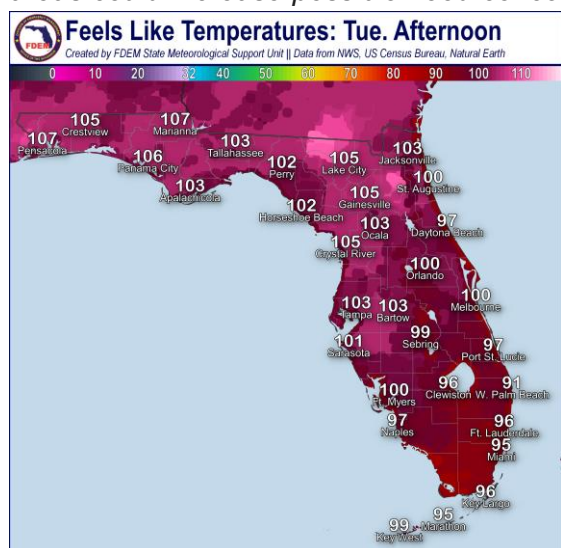 FDEM
Feels Like Temperatures: Tue. Afternoon
Created by FDEM State Meteorological Support Unit || Data from NWS, US Census Bureau, Natural Earth
0 10 20 30 40 50 60 70 80 90 100 110
105
Crestview
107
Marianna
107
Pensacola
103
Tallahassee
103
Jacksonville
106
Panama City
102
Perry
105
Lake City
100
St. Augustine
103
Apalachicola
105
Gainesville
102
Horseshoe Beach
103
Ocala
97
Daytona Beach
105
Crystal River
100
Orlando
100
Melbourne
103
Tampa
103
Bartow
101
Sarasota
99
Sebring
97
Port St. Lucie
100
Ft. Myers
96
Clewiston
91
W. Palm Beach
97
Naples
96
Ft. Lauderdale
95
Miami
96
Key Largo
95
Marathon
99
Key West